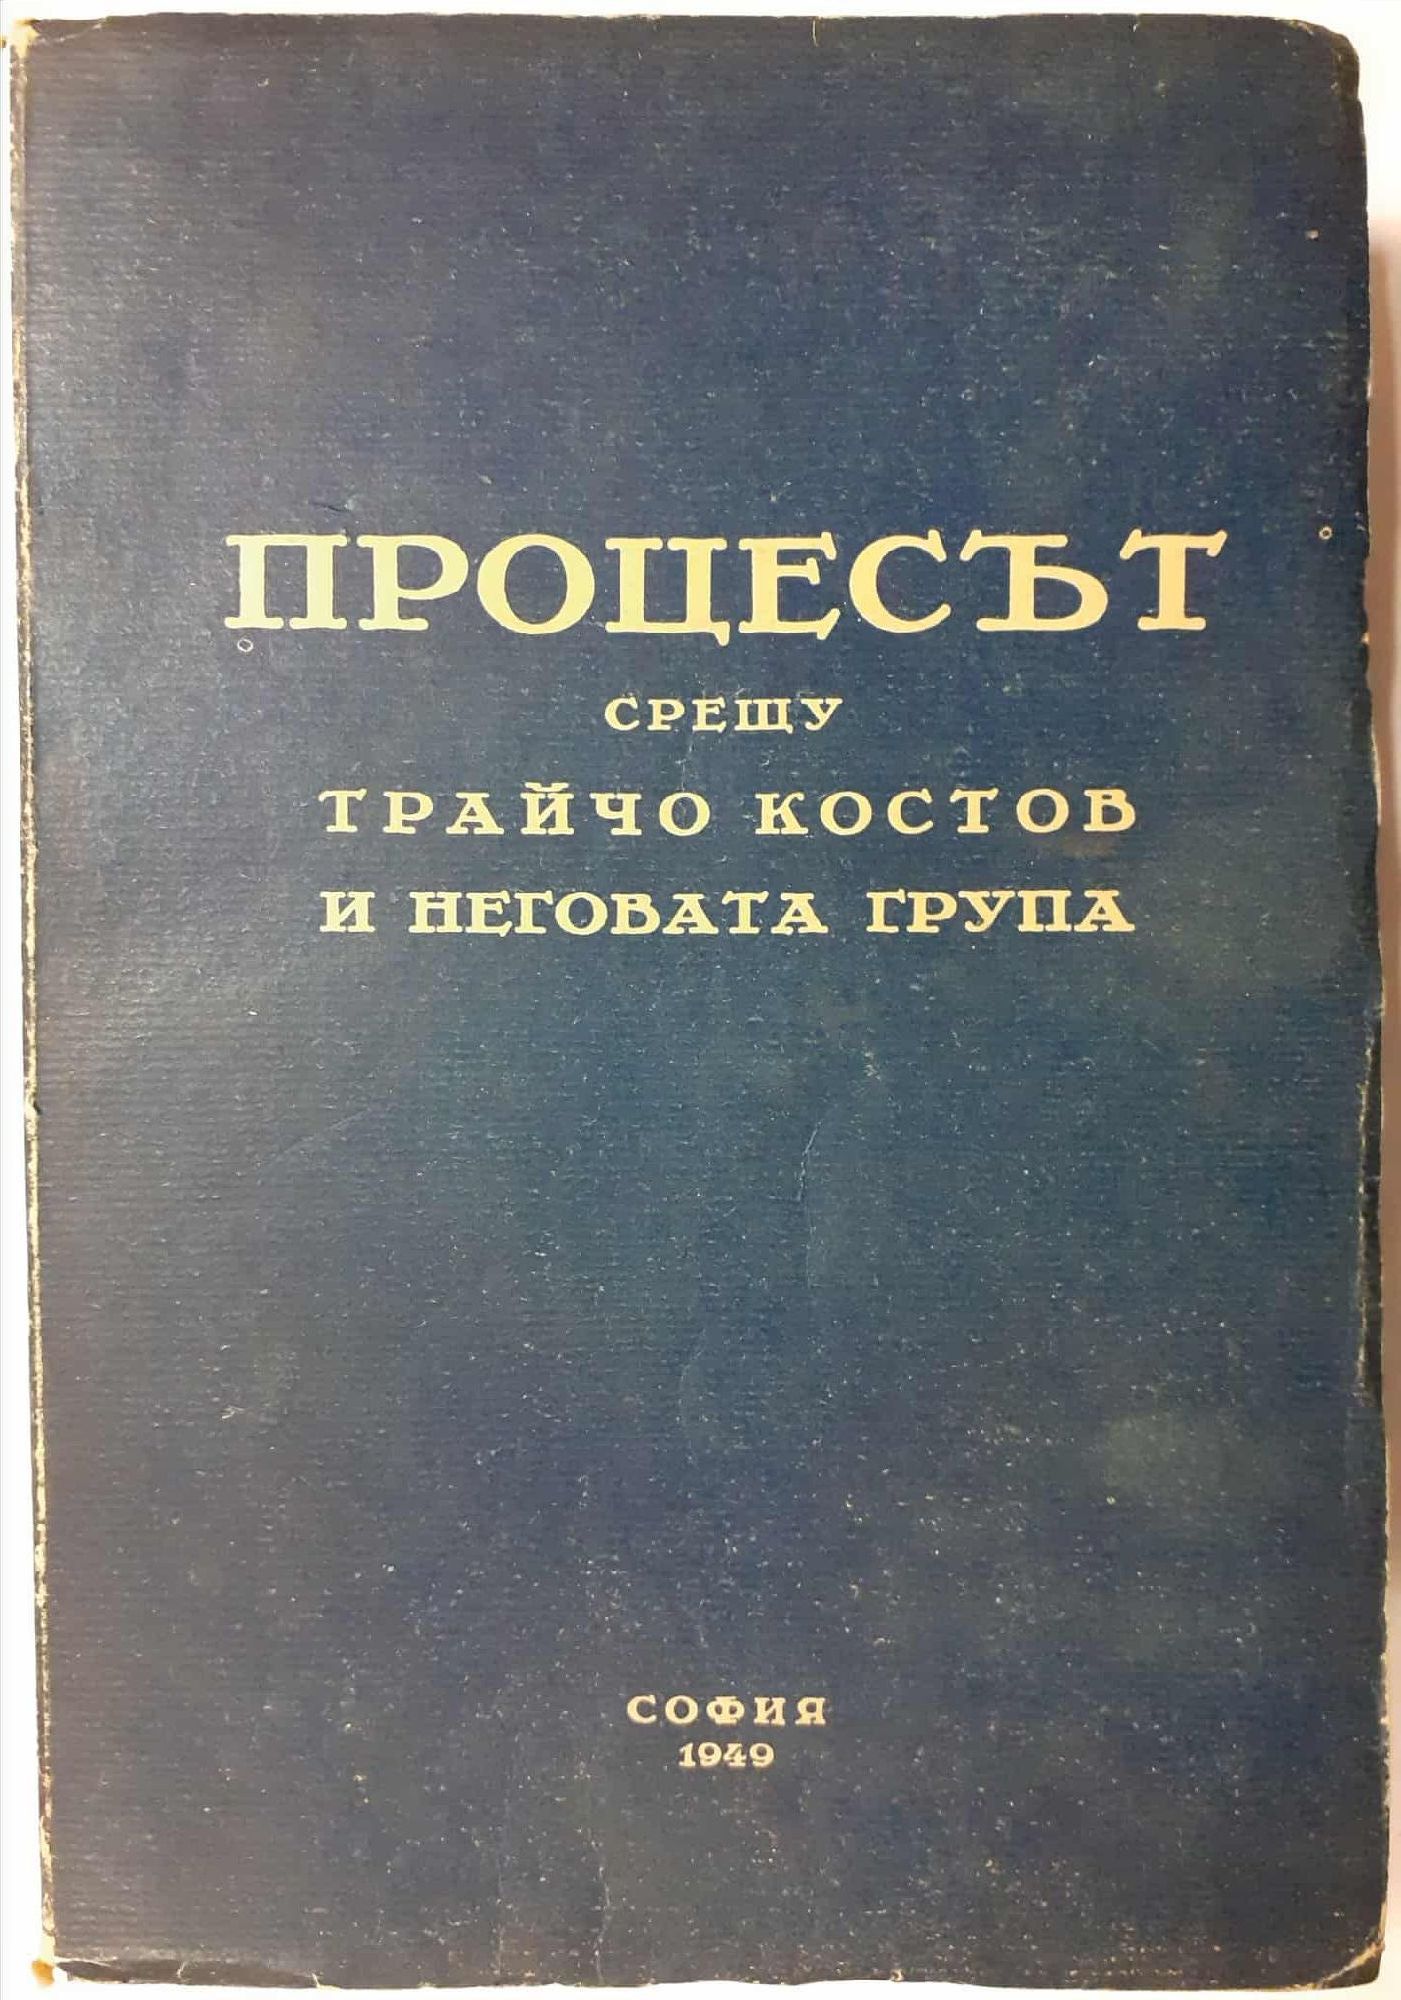 ПРОЦЕСЪТ
СРЕЩУ
ТРАЙЧО КОСТОВ
И НЕГОВАТА ГРУПА
СОФИЯ
1949